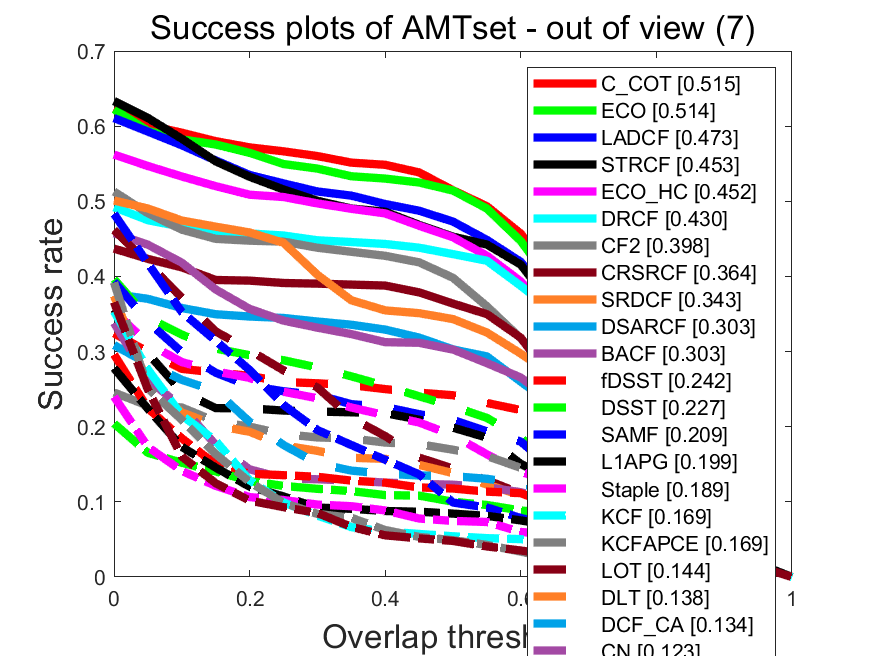 Success plots of AMTset - out of view (7)
0.7
0.6
0.5
0.4
0.3
0.2
0.1
0
Success rate
0
0.2
0.4
1
C_COT [0.515]
ECO [0.514]
LADCF [0.473]
STRCF [0.453]
ECO_HC [0.452]
DRCF [0.430]
CF2 [0.398]
CRSRCF [0.364]
SRDCF [0.343]
DSARCF [0.303]
BACF [0.303]
fDSST [0.242]
DSST [0.227]
SAMF [0.209]
L1APG [0.199]
Staple [0.189]
KCF [0.169]
KCFAPCE [0.169]
LOT [0.144]
DLT [0.138]
DCF_CA [0.134]
CN [0.123]
Overlap